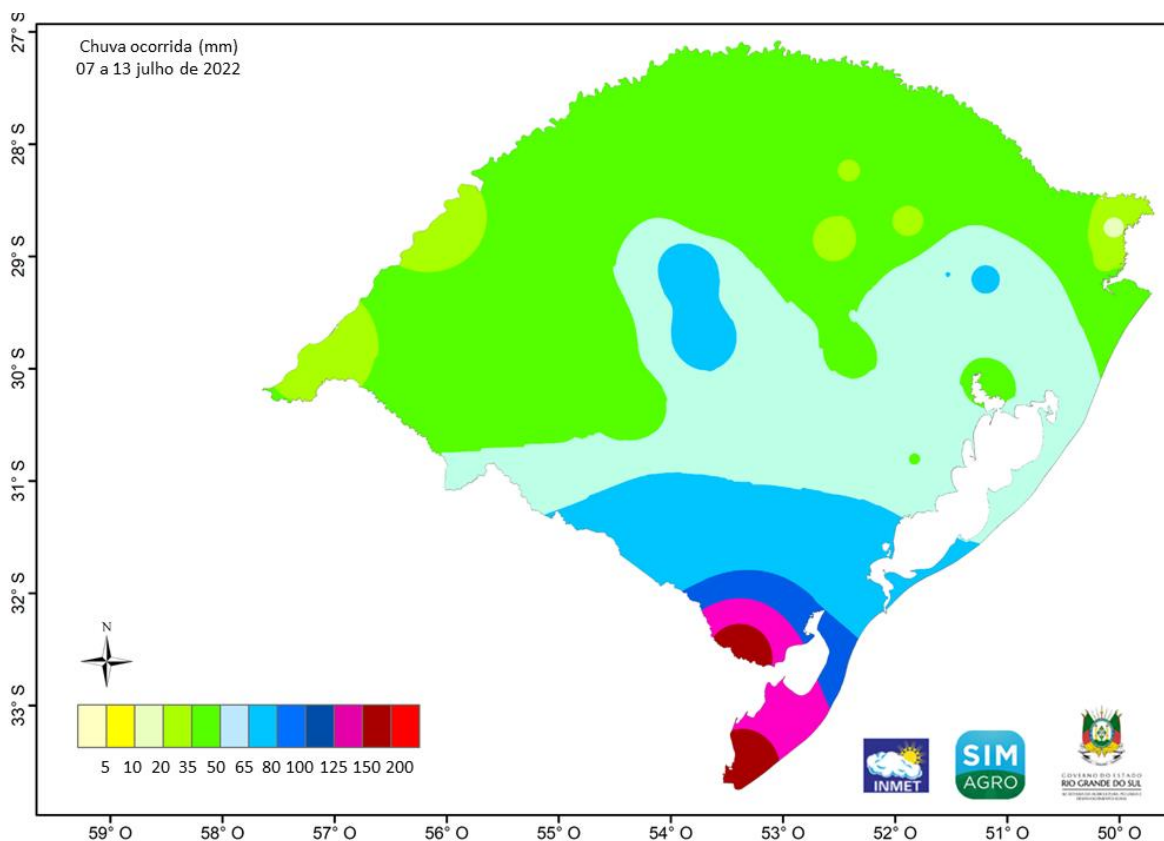 Chuva ocorrida (mm)
07 a 13 julho de 2022
27° S
28° S
29° S
30° S
31° S
32° S
33° S
N
5 10 20 35 50 65 80 100 125 150 200
INMET
SIM
AGRO
GOVERNO DO ESTADO
RIO GRANDE DO SUL
59° O 58° O 57° O 56° O 55° O 54° O 53° O 52° O 51° O 50° O